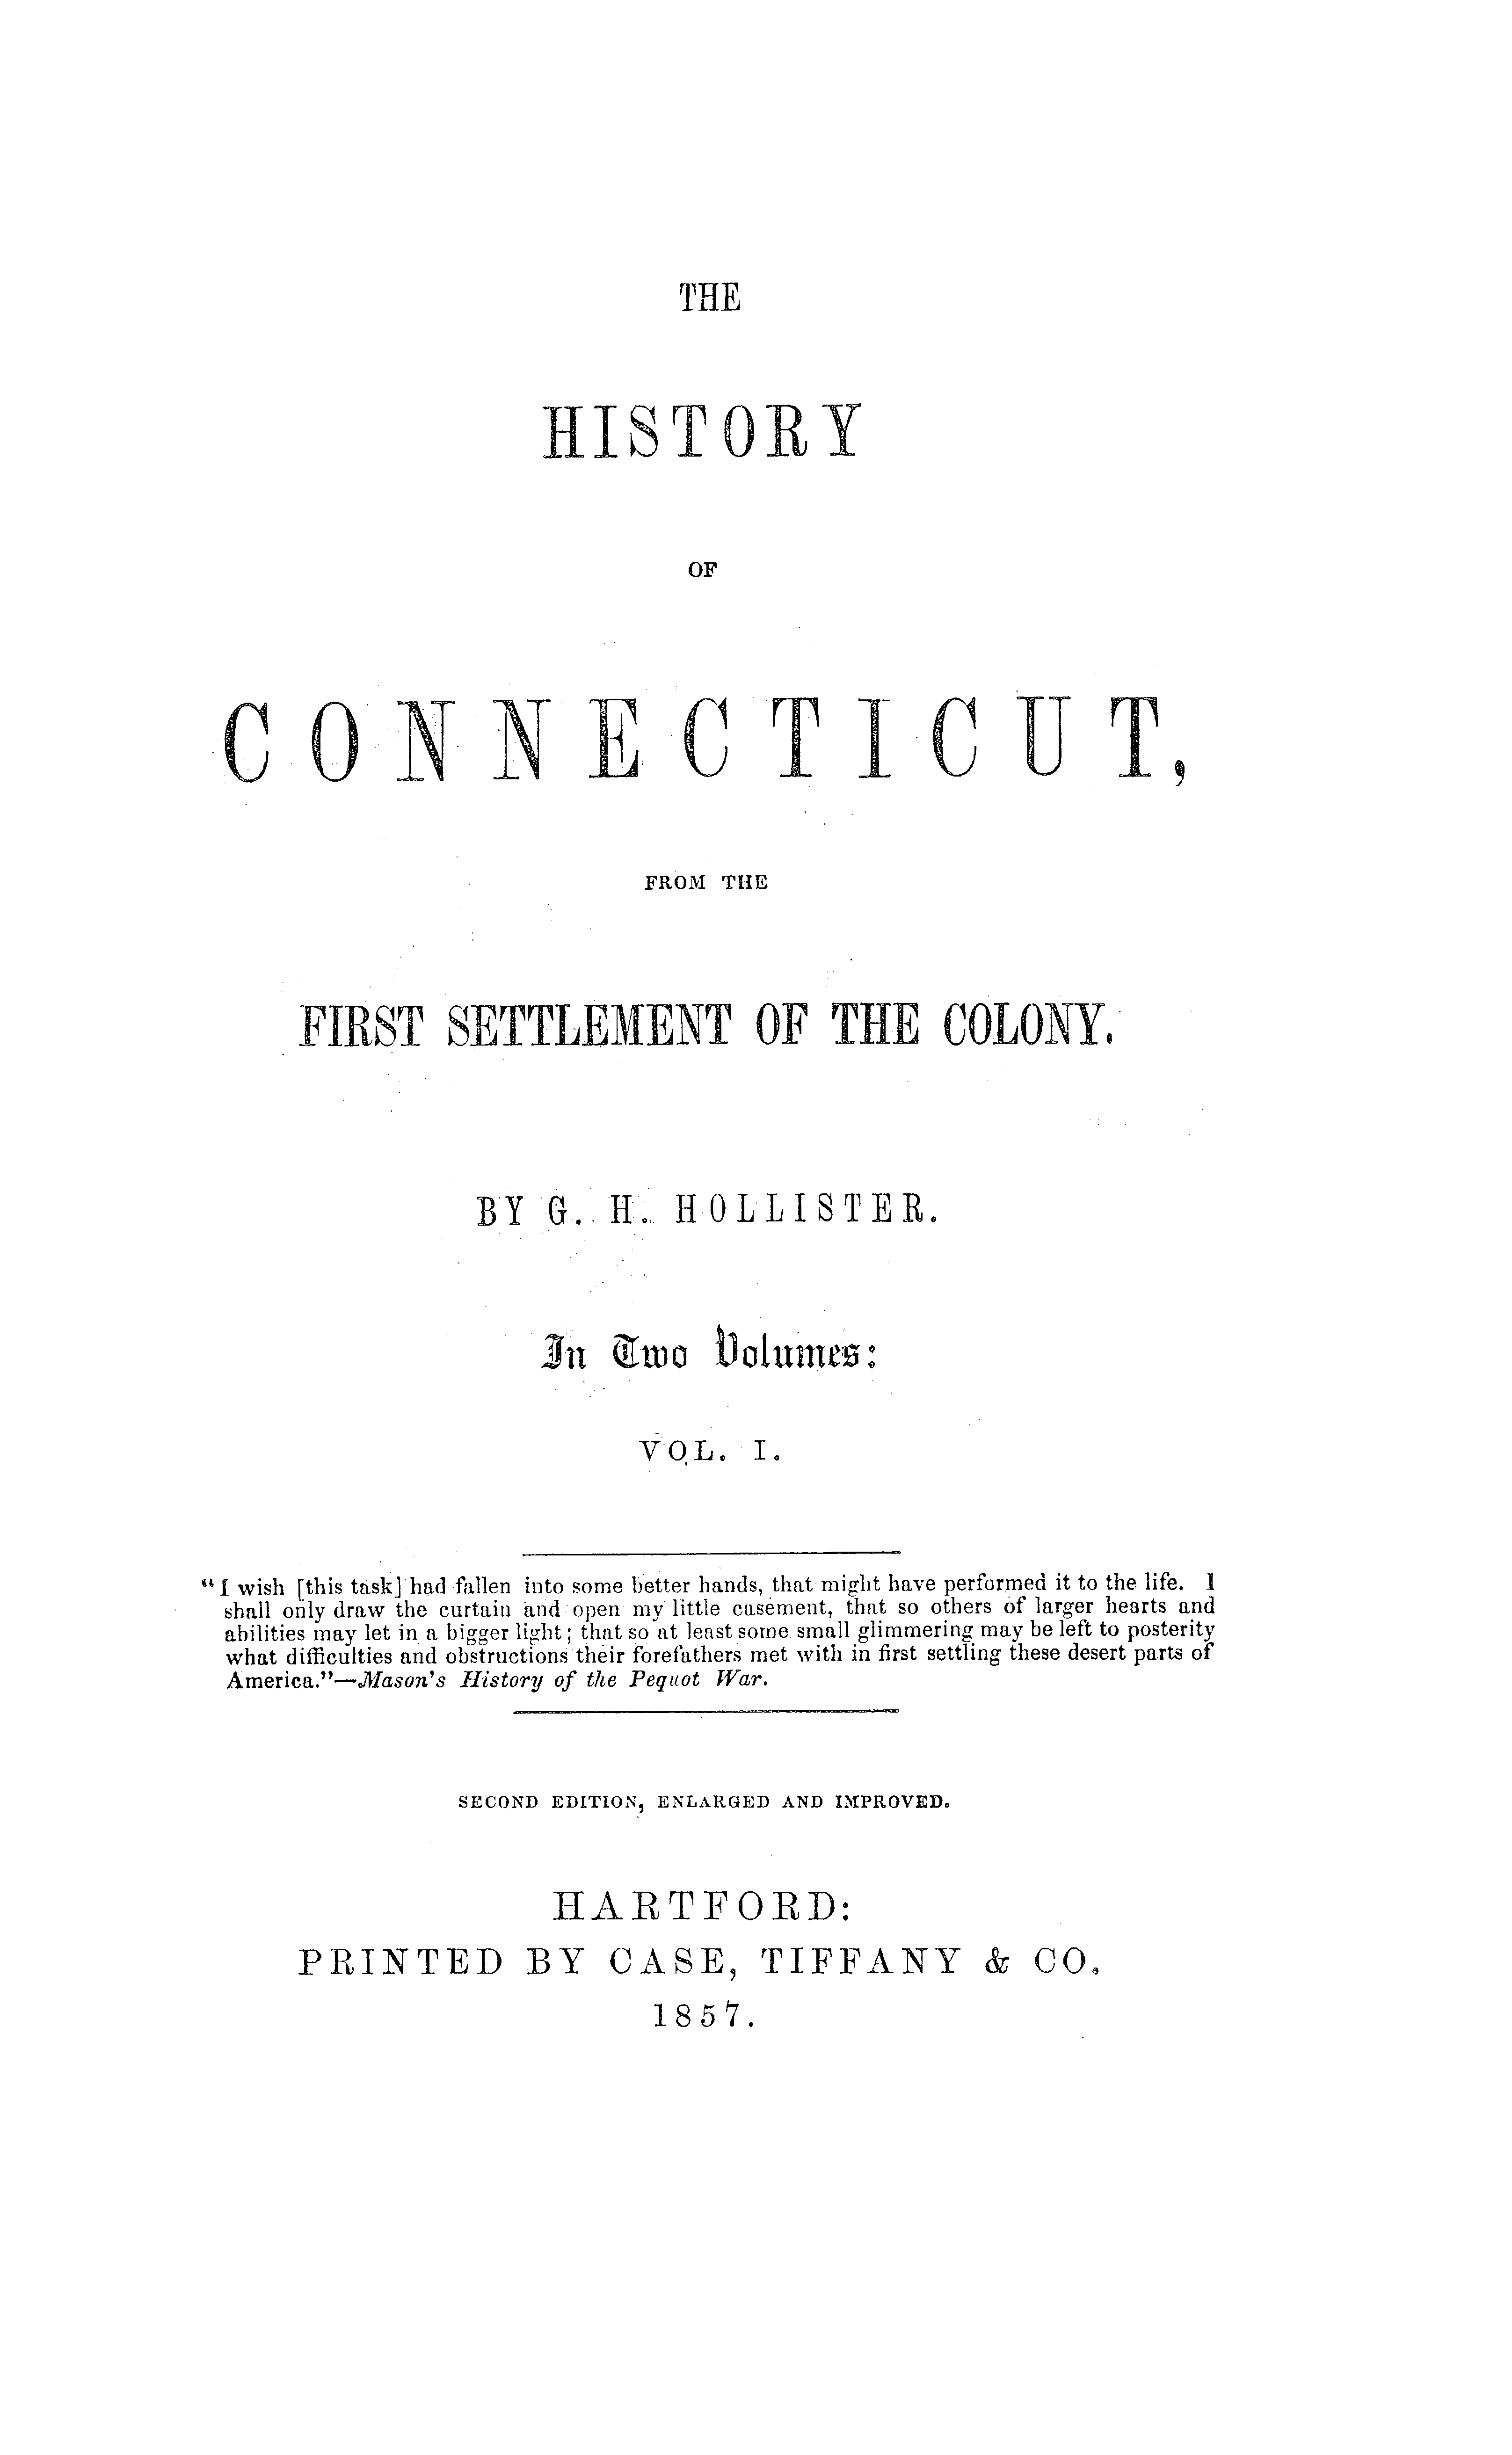 THE
HISTORY
OF
CONNECTICUT,
FROM THE
FIRST SETTLEMENT OF THE COLONY.
BY G. H. HOLLISTER.
In Two Volumes:
VOL. I.
"I wish [this task] had fallen into some better hands, that might have performed it to the life. I
shall only draw the curtain and open my little casement, that so others of larger hearts and
abilities may let in a bigger light; that so at least some small glimmering may be left to posterity
what difficulties and obstructions their forefathers met with in first settling these desert parts of
America."—Mason's History of the Pequot War.
SECOND EDITION, ENLARGED AND IMPROVED.
HARTFORD:
PRINTED BY CASE, TIFFANY & CO.
1857.